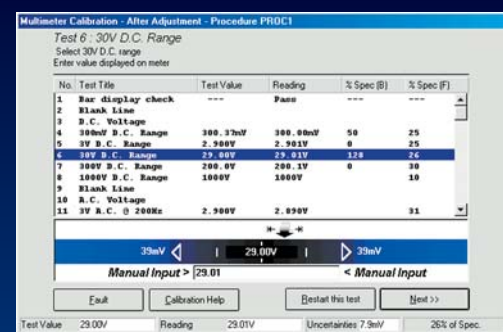 Multimeter Calibration - After Adjustment - Procedure PROC1
Test 6 : 30V D.C. Range
Select 30V D.C. range
Enter value displayed on meter
No. Test Title Test Value Reading % Spec (B) % Spec (F)
1 Bar display check --- Pass --- ---
2 Blank Line
3 D.C. Voltage
4 300mV D.C. Range 300.37mV 300.00mV 50 25
5 3V D.C. Range 2.900V 2.901V 0 25
6 30V D.C. Range 29.00V 29.01V 128 26
7 300V D.C. Range 200.0V 200.1V 0 30
8 1000V D.C. Range 1000V 1000V 10
9 Blank Line
10 A.C. Voltage
11 3V A.C. @ 200Hz 2.900V 2.890V 31
39mV 29.00V 39mV
Manual Input > 29.01 < Manual Input
Fault Calibration Help Restart this test Next >>
Test Value 29.00V Reading 29.01V Uncertainties 7.9mV 26% of Spec.